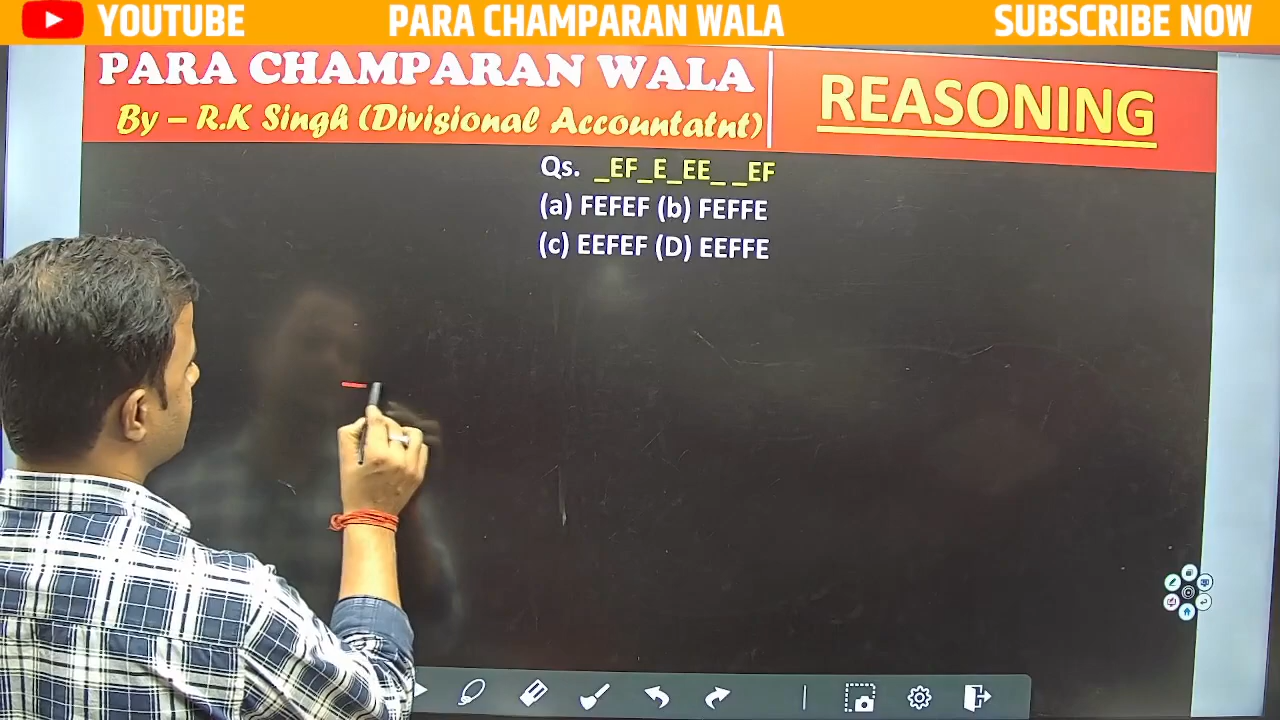 YOUTUBE PARA CHAMPARAN WALA SUBSCRIBE NOW
PARA CHAMPARAN WALA
By – R.K Singh (Divisional Accountatnt)
REASONING
Qs. _EF_E_EE_ _EF
(a) FEFEF (b) FEFFE
(c) EEFEF (D) EEFFE